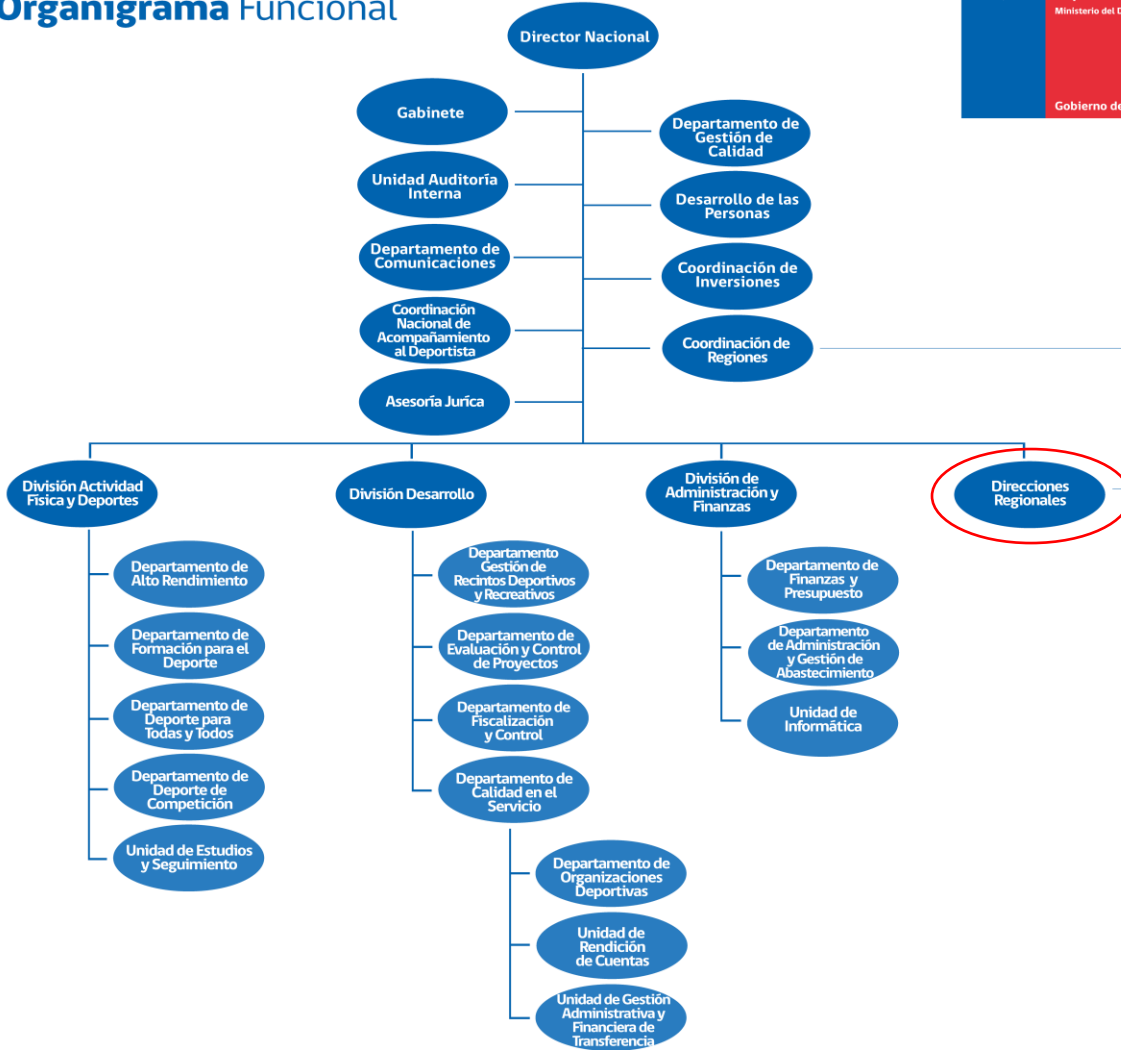 Organigrama Funcional
Ministerio del D
Gobierno de
Director Nacional
Gabinete
Departamento de
Gestión de
Calidad
Unidad Auditoría
Interna
Desarrollo de las
Personas
Departamento de
Comunicaciones
Coordinación de
Inversiones
Coordinación
Nacional de
Acompañamiento
al Deportista
Coordinación de
Regiones
Asesoría Juríca
División Actividad
Física y Deportes
División Desarrollo
División de
Administración y
Finanzas
Direcciones
Regionales
Departamento de
Alto Rendimiento
Departamento de
Formación para el
Deporte
Departamento de
Deporte para
Todas y Todos
Departamento de
Deporte de
Competición
Unidad de Estudios
y Seguimiento
Departamento
Gestión de
Recintos Deportivos
y Recreativos
Departamento de
Evaluación y Control
de Proyectos
Departamento de
Fiscalización
y Control
Departamento de
Calidad en el
Servicio
Departamento de
Organizaciones
Deportivas
Unidad de
Rendición
de Cuentas
Unidad de Gestión
Administrativa y
Financiera de
Transferencia
Departamento de
Finanzas y
Presupuesto
Departamento
de Administración
y Gestión de
Abastecimiento
Unidad de
Informática